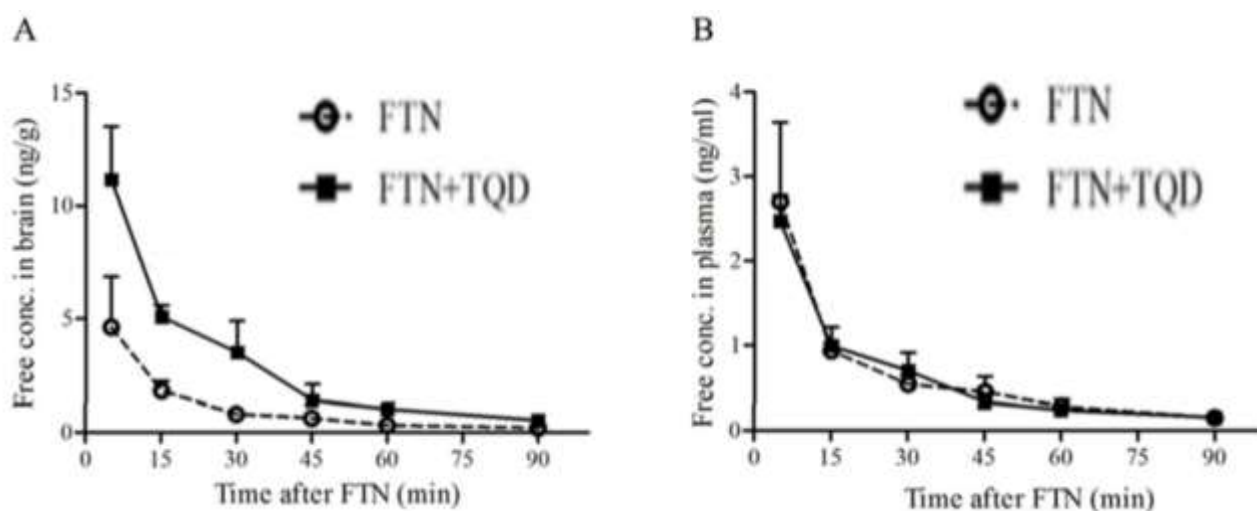 A
Free conc. in brain (ng/g)
15
10
5
0
FTN
FTN+TQD
0 15 30 45 60 75 90
Time after FTN (min)
B
Free conc. in plasma (ng/ml)
4
3
2
1
0
FTN
FTN+TQD
0 15 30 45 60 75 90
Time after FTN (min)